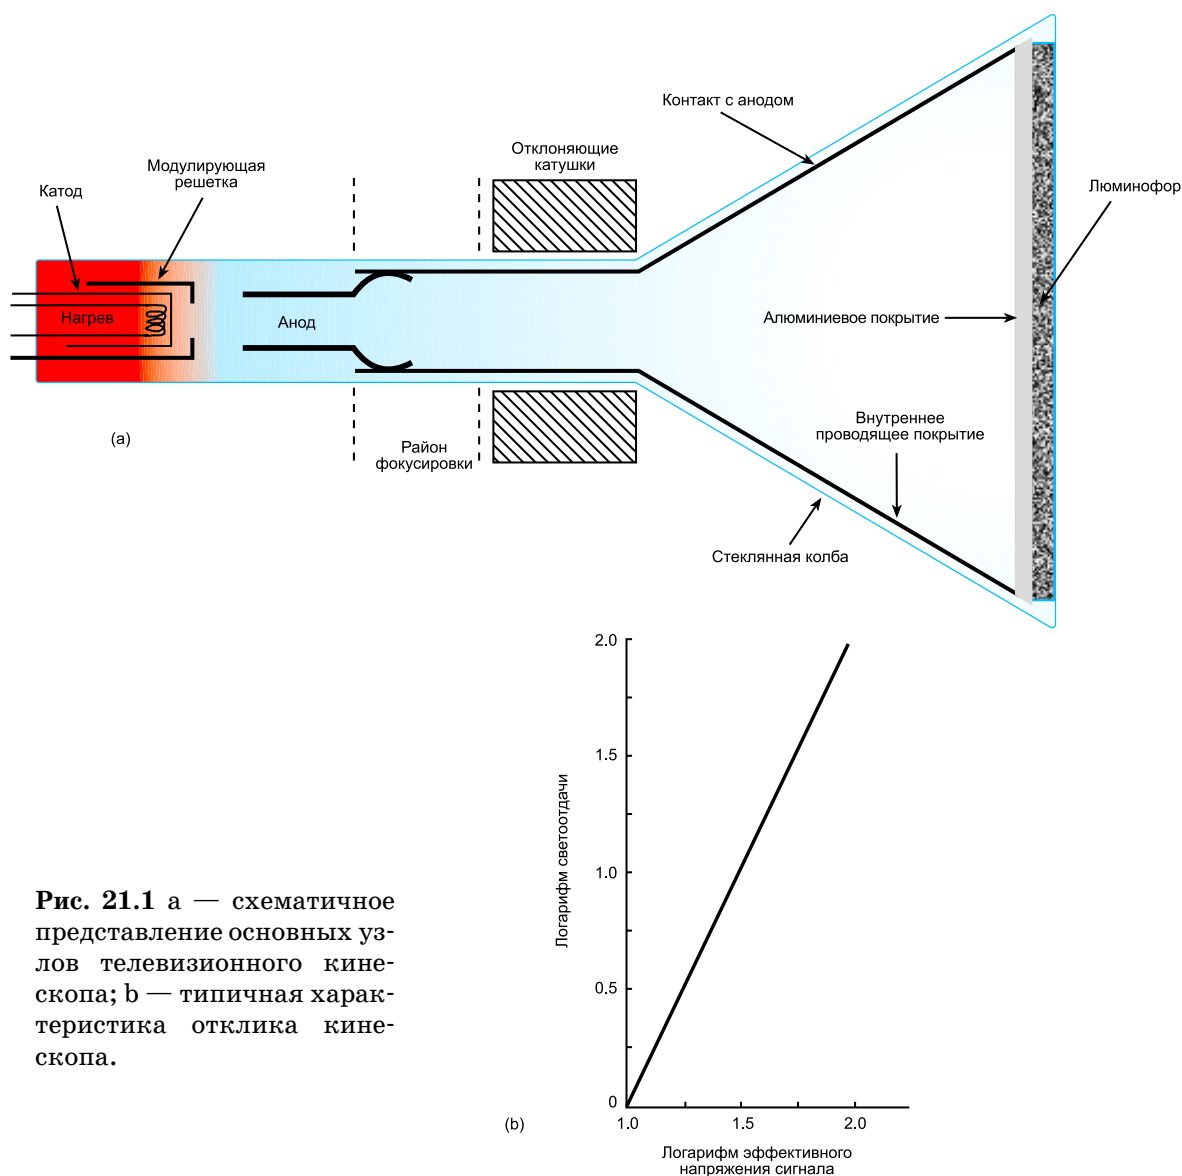 Контакт с анодом
Отклоняющие
катушки
Модулирующая
решетка
Катод
Люминофор
Нагрев
Анод
Алюминиевое покрытие
(a)
Район
фокусировки
Внутреннее
проводящее покрытие
Стеклянная колба
2.0
1.5
1.0
0.5
0
Логарифм светоотдачи
1.0 1.5 2.0
(b)
Логарифм эффективного
напряжения сигнала
Рис. 21.1 a — схематичное
представление основных уз-
лов телевизионного кине-
скопа; b — типичная харак-
теристика отклика кине-
скопа.